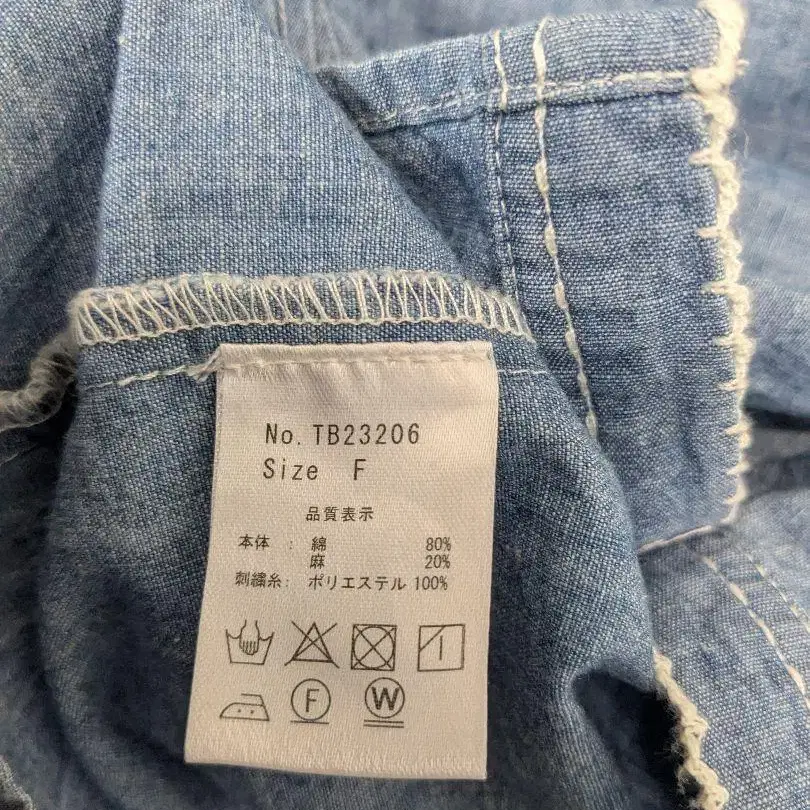 No. TB23206
Size F
品質表示
本体 : 綿 80%
麻 20%
刺繍糸: ポリエステル 100%
F W